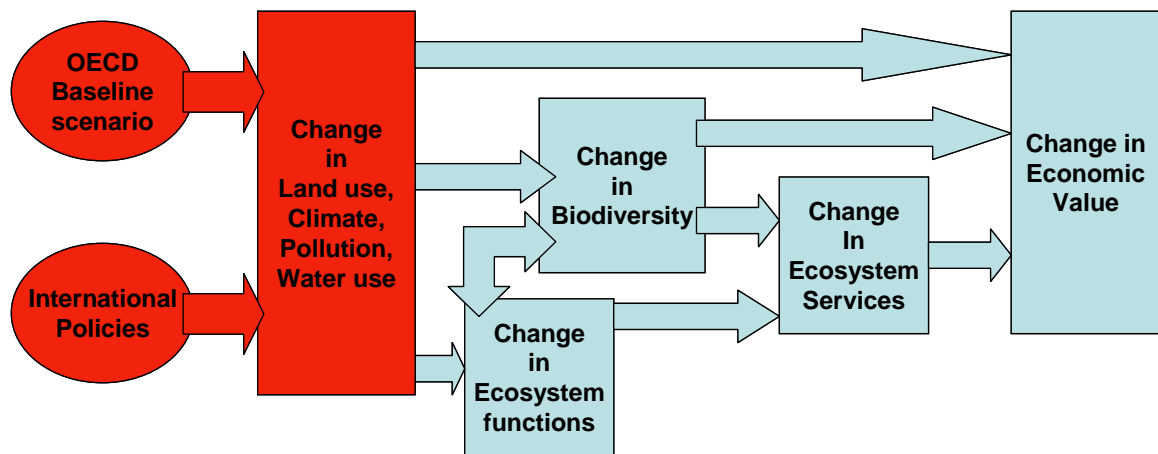 OECD
Baseline
scenario
International
Policies
Change
in
Land use,
Climate,
Pollution,
Water use
Change
in
Biodiversity
Change
in
Ecosystem
functions
Change
In
Ecosystem
Services
Change in
Economic
Value